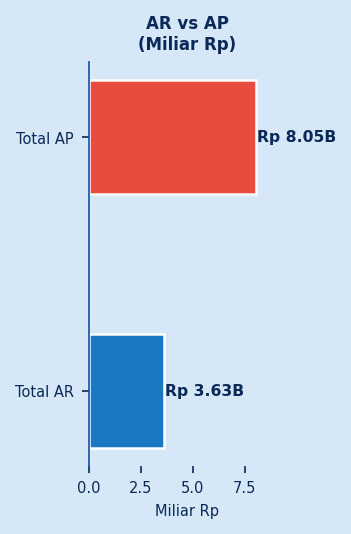 AR vs AP
(Miliar Rp)
Total AP
Rp 8.05B
Total AR
Rp 3.63B
0.0 2.5 5.0 7.5
Miliar Rp